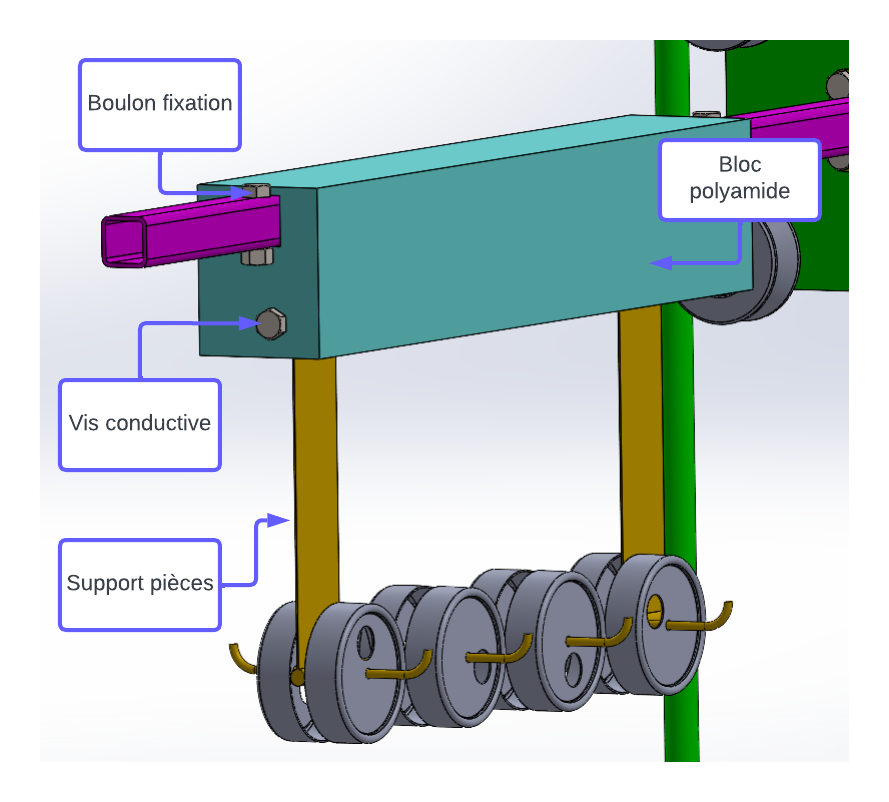 Boulon fixation
Bloc
polyamide
Vis conductive
Support pièces